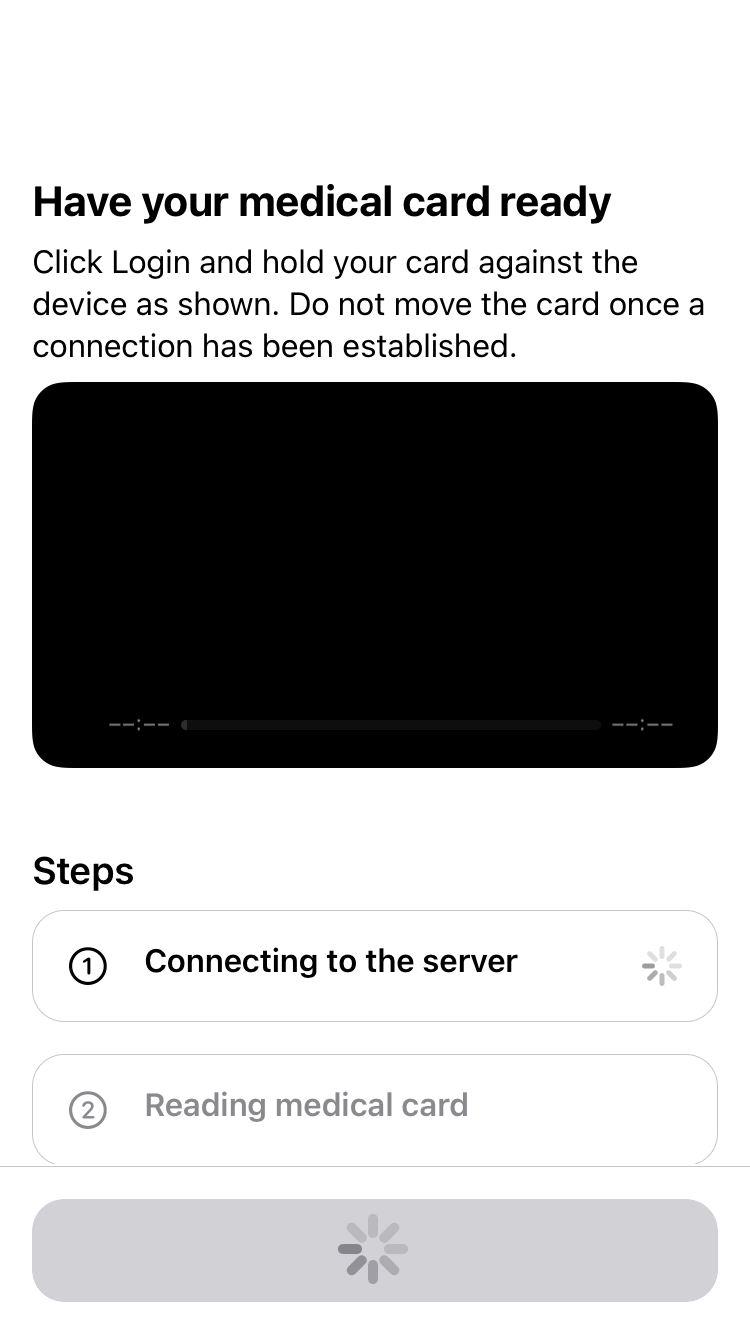 Have your medical card ready
Click Login and hold your card against the
device as shown. Do not move the card once a
connection has been established.
--:-- --:--
Steps
1 Connecting to the server
2 Reading medical card